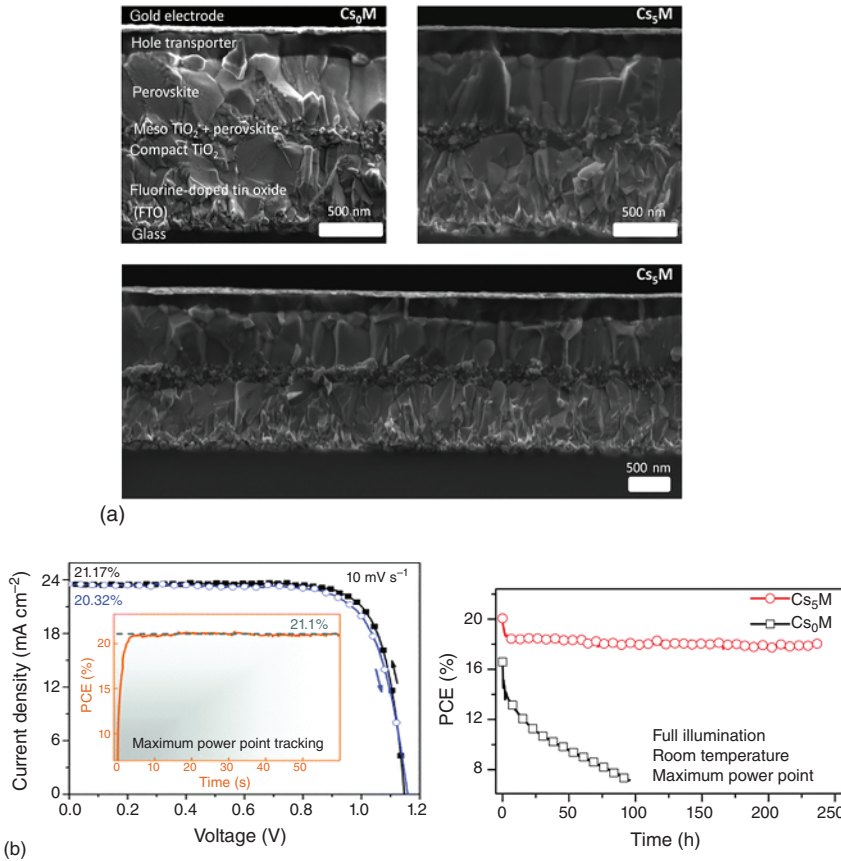 Gold electrode
Cs₀M
Hole transporter
Perovskite
Meso TiO₂ + perovskite
Compact TiO₂
Fluorine-doped tin oxide
(FTO)
Glass
500 nm
Cs₅M
500 nm
Cs₅M
500 nm
(a)
24
18
12
6
0
Current density (mA cm⁻²)
21.17%
20.32%
10 mV s⁻¹
21.1%
20
15
10
PCE (%)
Maximum power point tracking
0 10 20 30 40 50
Time (s)
0.0 0.2 0.4 0.6 0.8 1.0 1.2
Voltage (V)
20
16
12
8
PCE (%)
Cs₅M
Cs₀M
Full illumination
Room temperature
Maximum power point
0 50 100 150 200 250
Time (h)
(b)